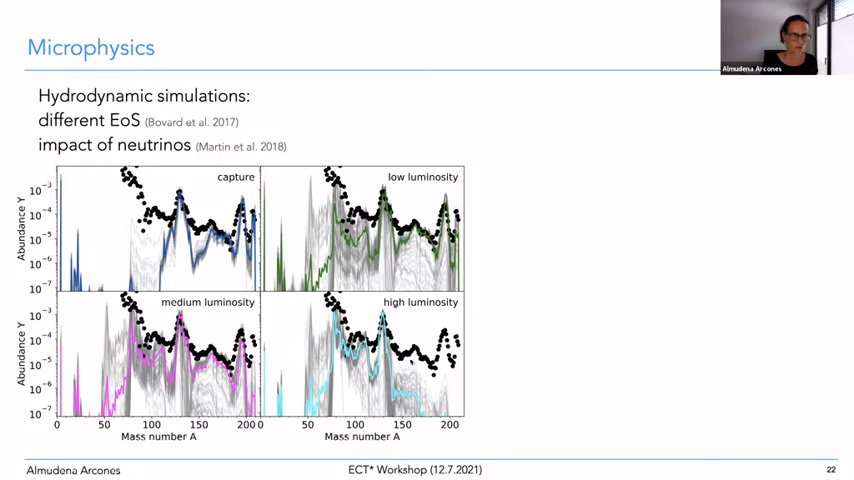 Microphysics
Almudena Arcones
Hydrodynamic simulations:
different EoS (Bovard et al. 2017)
impact of neutrinos (Martin et al. 2018)
capture
low luminosity
10⁻³
10⁻⁴
10⁻⁵
10⁻⁶
10⁻⁷
Abundance Y
medium luminosity
high luminosity
10⁻³
10⁻⁴
10⁻⁵
10⁻⁶
10⁻⁷
Abundance Y
0 50 100 150 200 0 50 100 150 200
Mass number A Mass number A
Almudena Arcones ECT* Workshop (12.7.2021) 22